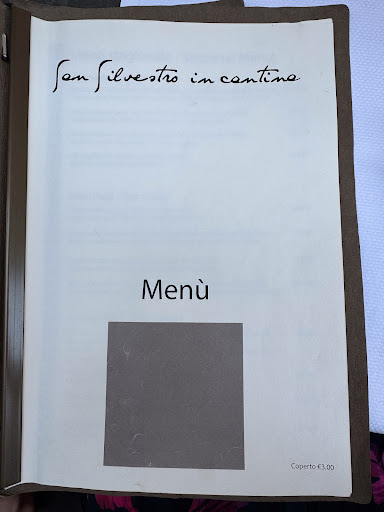 San Silvestro in cantina
Menù
Coperto €3.00